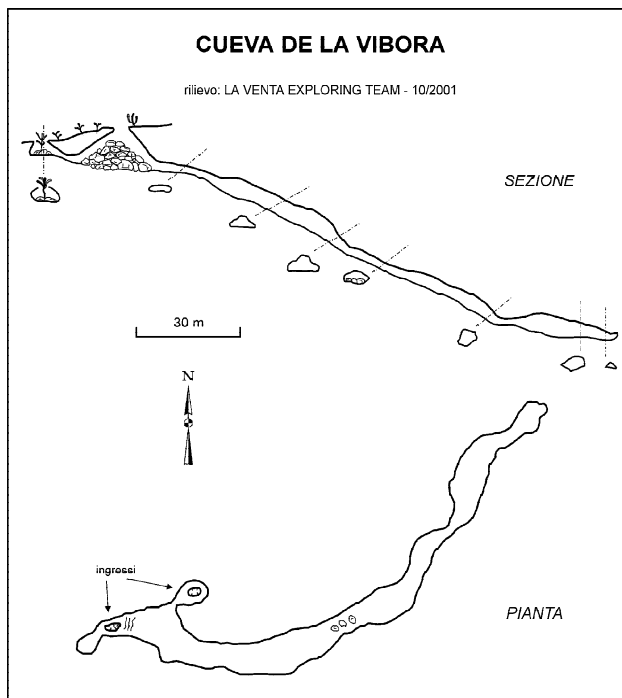 CUEVA DE LA VIBORA
rilievo: LA VENTA EXPLORING TEAM - 10/2001
SEZIONE
30 m
N
ingressi
PIANTA